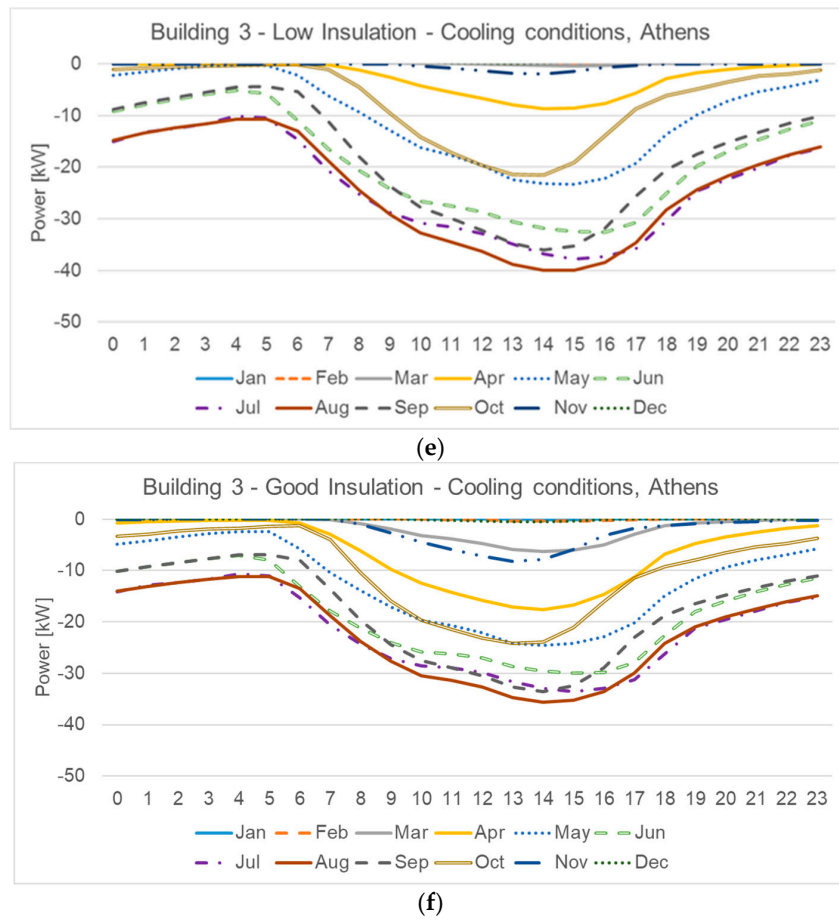 Building 3 - Low Insulation - Cooling conditions, Athens
Power [kW]
0
-10
-20
-30
-40
-50
0 1 2 3 4 5 6 7 8 9 10 11 12 13 14 15 16 17 18 19 20 21 22 23
Jan Feb Mar Apr May Jun
Jul Aug Sep Oct Nov Dec
(e)
Building 3 - Good Insulation - Cooling conditions, Athens
Power [kW]
0
-10
-20
-30
-40
-50
0 1 2 3 4 5 6 7 8 9 10 11 12 13 14 15 16 17 18 19 20 21 22 23
Jan Feb Mar Apr May Jun
Jul Aug Sep Oct Nov Dec
(f)